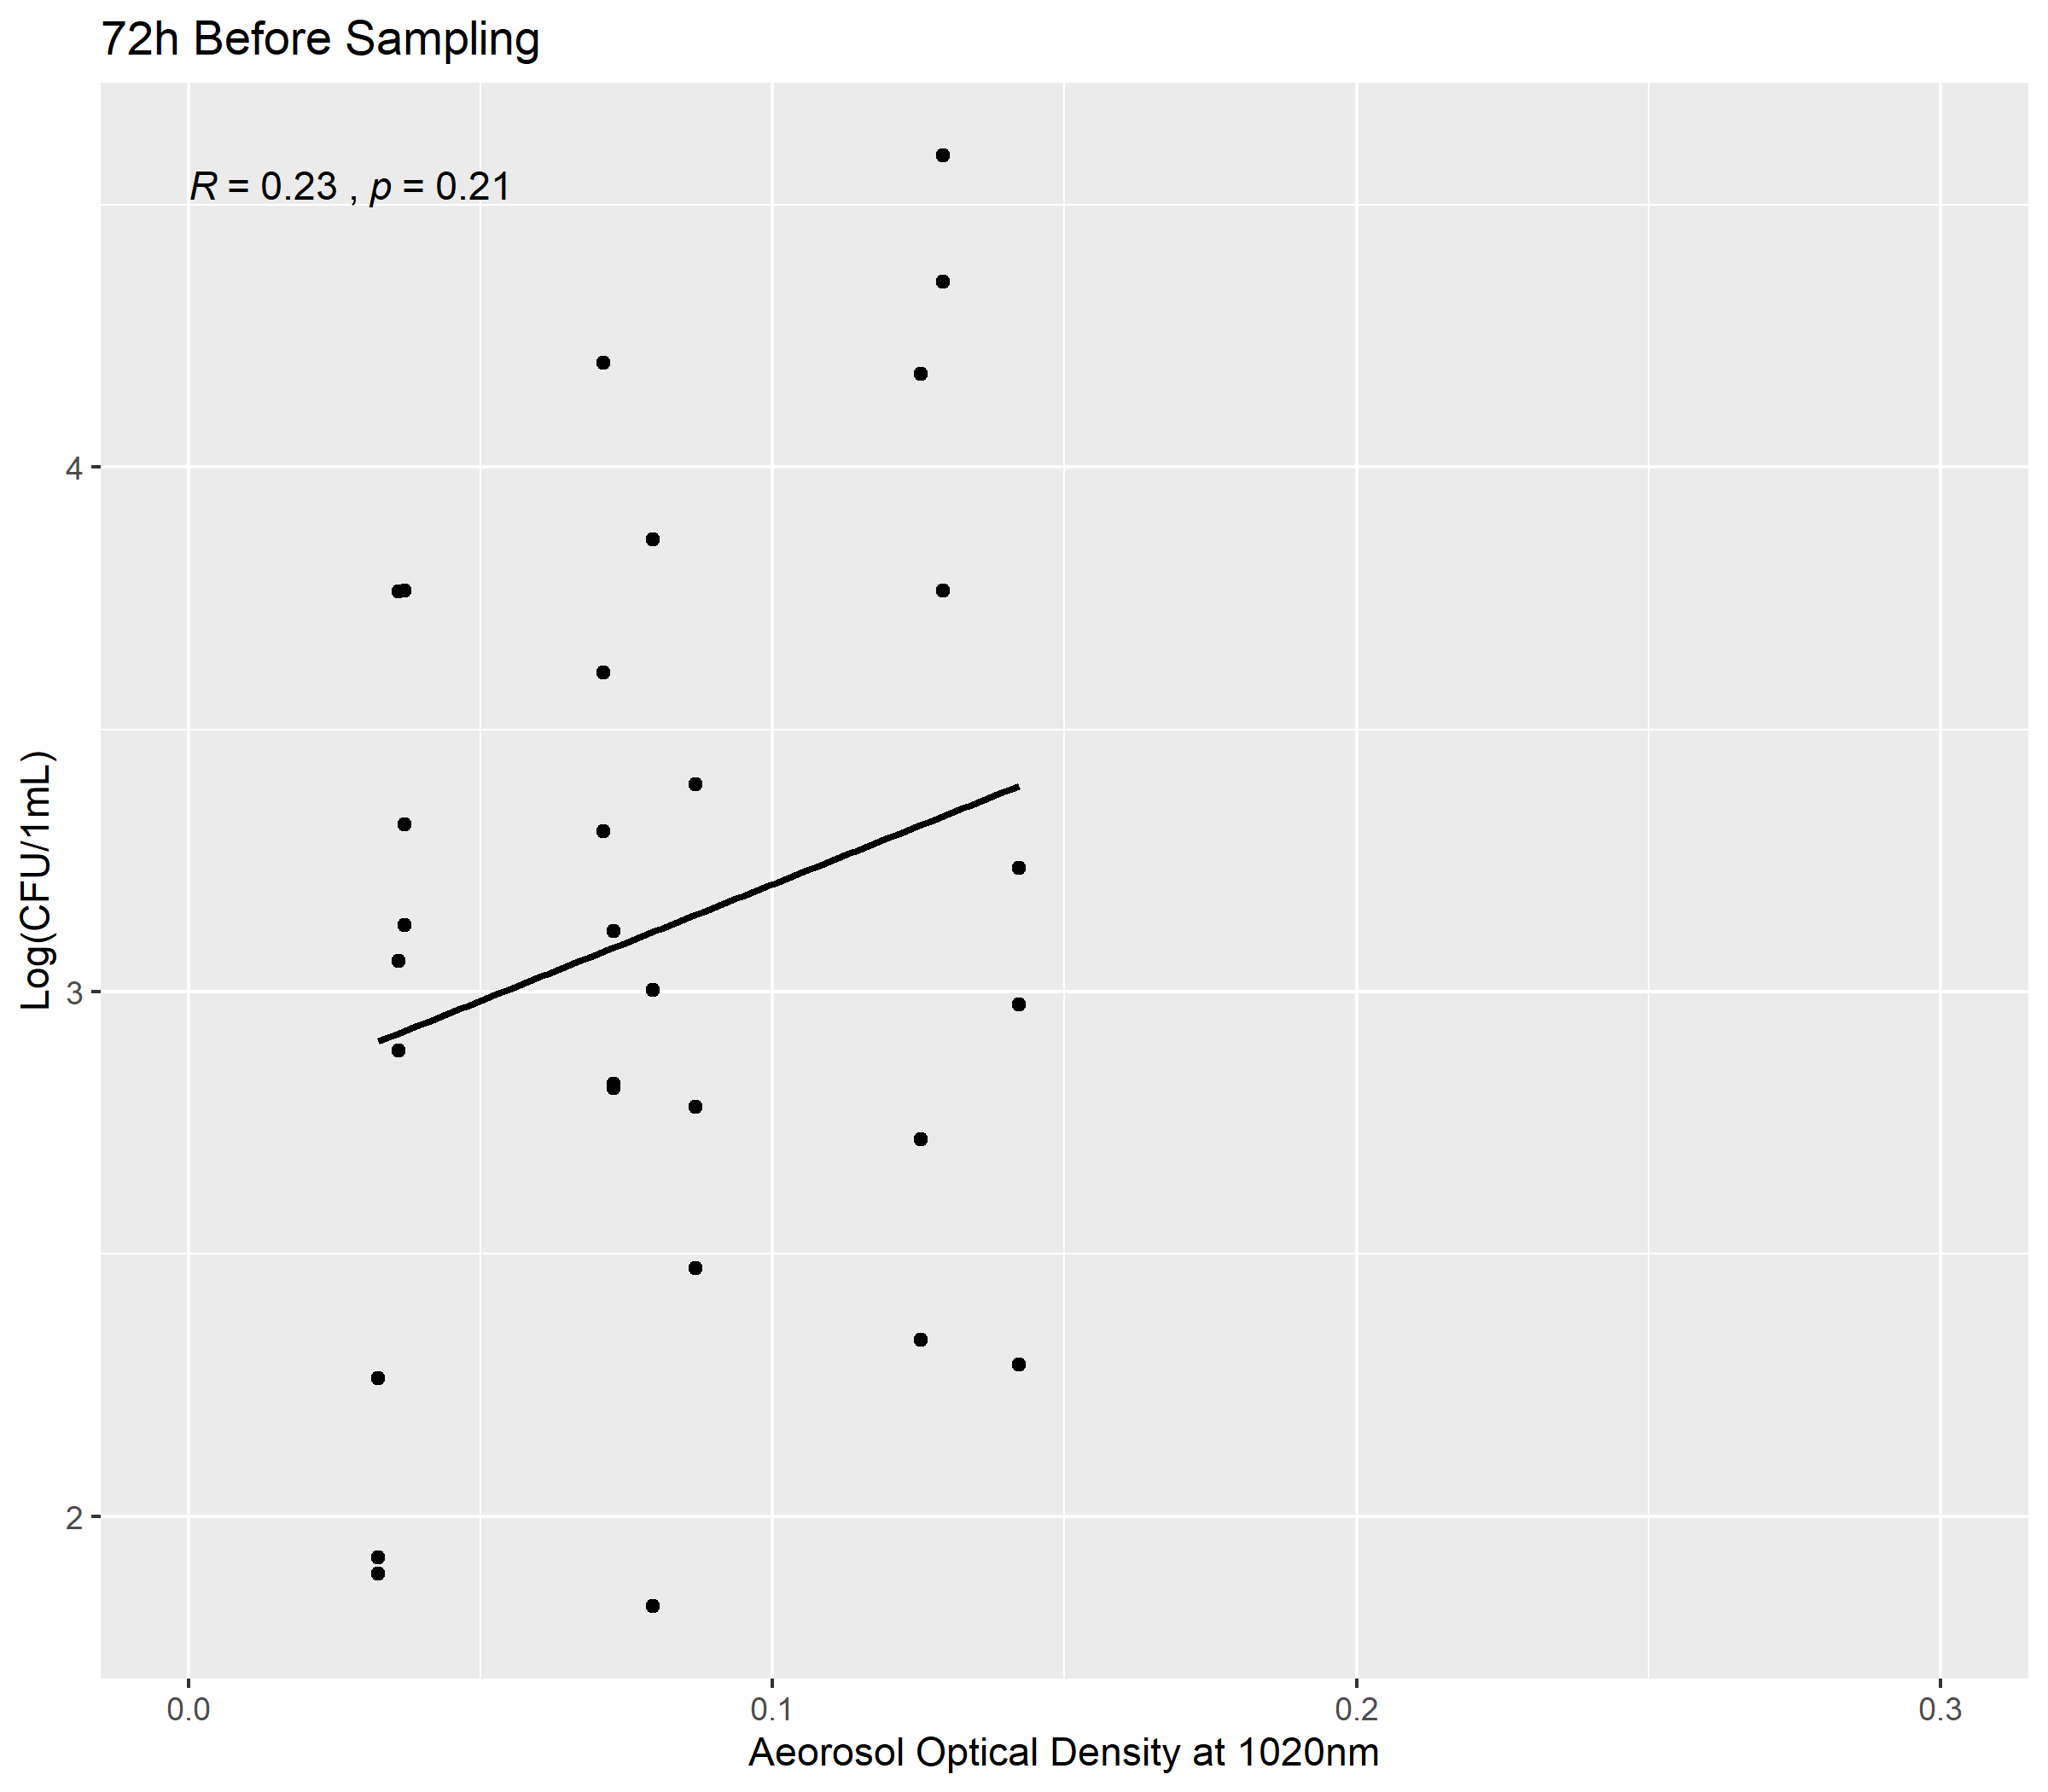 72h Before Sampling
R = 0.23 , p = 0.21
4
3
2
Log(CFU/1mL)
0.0 0.1 0.2 0.3
Aeorosol Optical Density at 1020nm